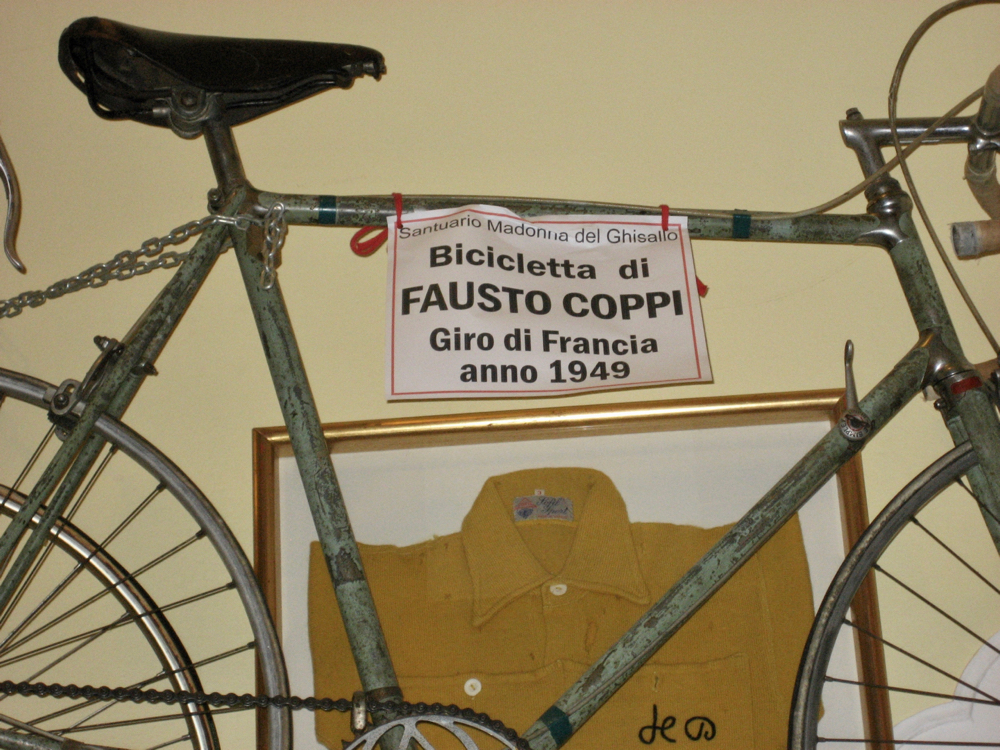 Santuario Madonna del Ghisallo
Bicicletta di
FAUSTO COPPI
Giro di Francia
anno 1949